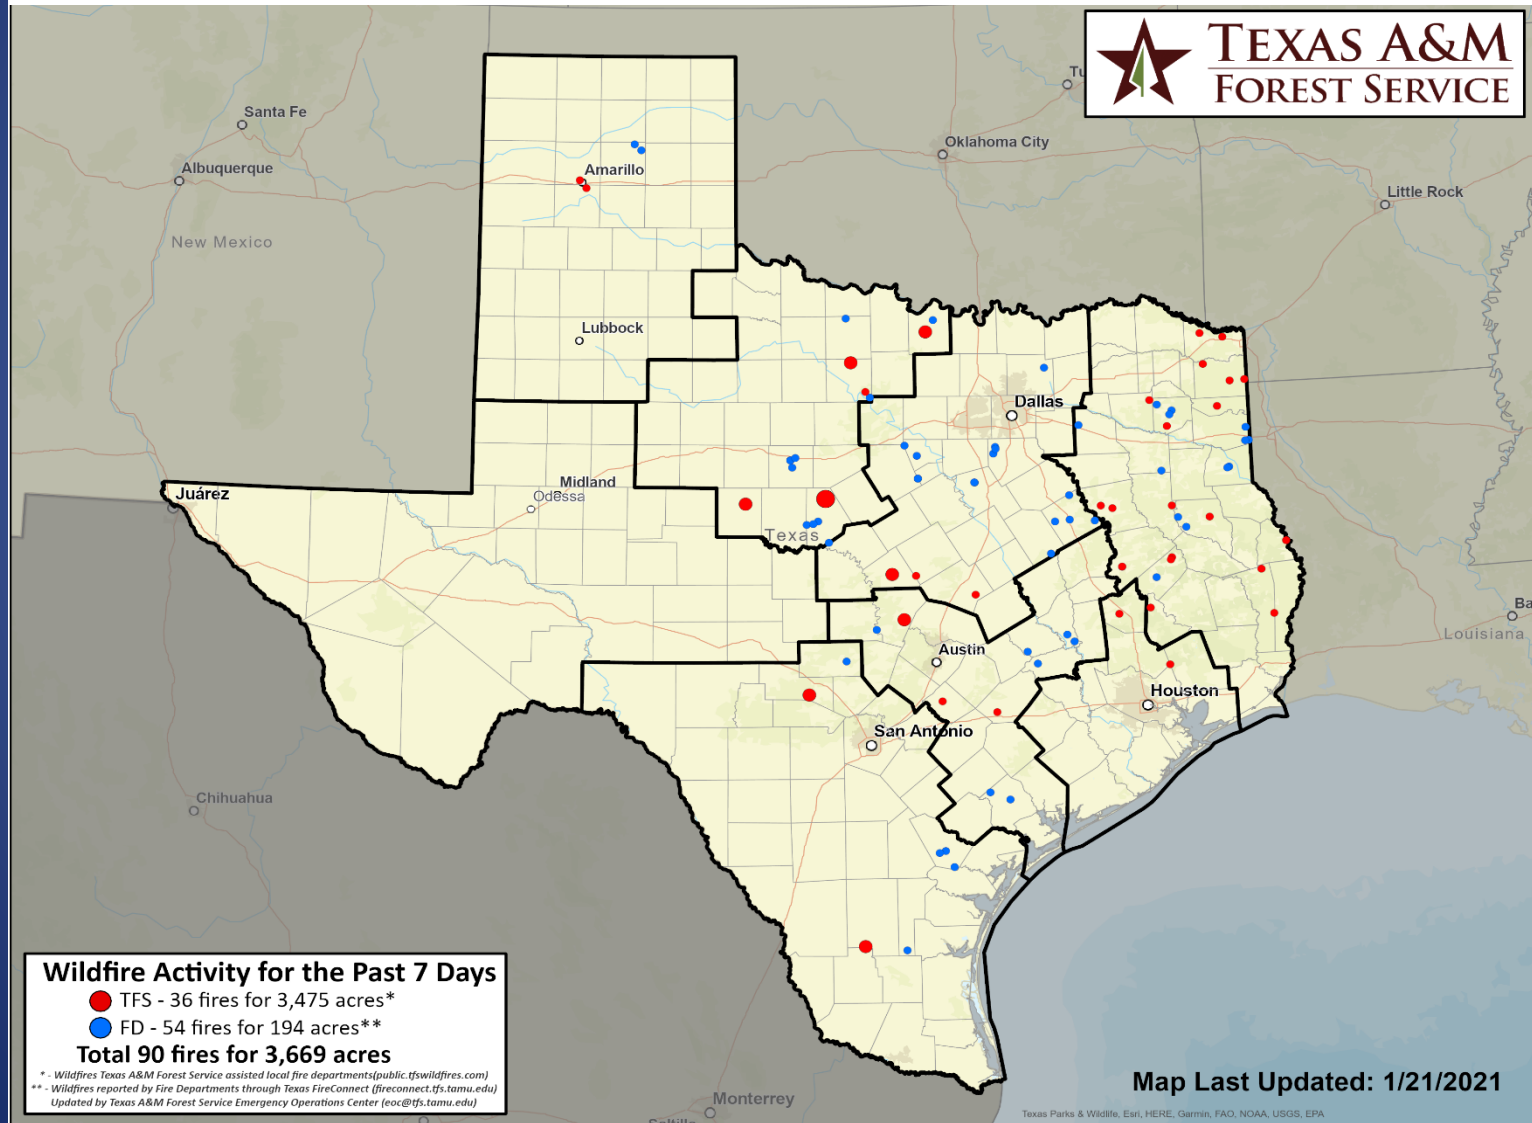 TEXAS A&M
FOREST SERVICE
Tu
Santa Fe
Oklahoma City
Albuquerque
Amarillo
Little Rock
New Mexico
Lubbock
Dallas
Midland
Odessa
Juárez
Texas
Ba
Louisiana
Austin
Houston
San Antonio
Chihuahua
Wildfire Activity for the Past 7 Days
TFS - 36 fires for 3,475 acres*
FD - 54 fires for 194 acres**
Total 90 fires for 3,669 acres
* - Wildfires Texas A&M Forest Service assisted local fire departments(public.tfswildfires.com)
** - Wildfires reported by Fire Departments through Texas FireConnect (fireconnect.tfs.tamu.edu)
Updated by Texas A&M Forest Service Emergency Operations Center (eoc@tfs.tamu.edu)
Map Last Updated: 1/21/2021
Monterrey
Texas Parks & Wildlife, Esri, HERE, Garmin, FAO, NOAA, USGS, EPA